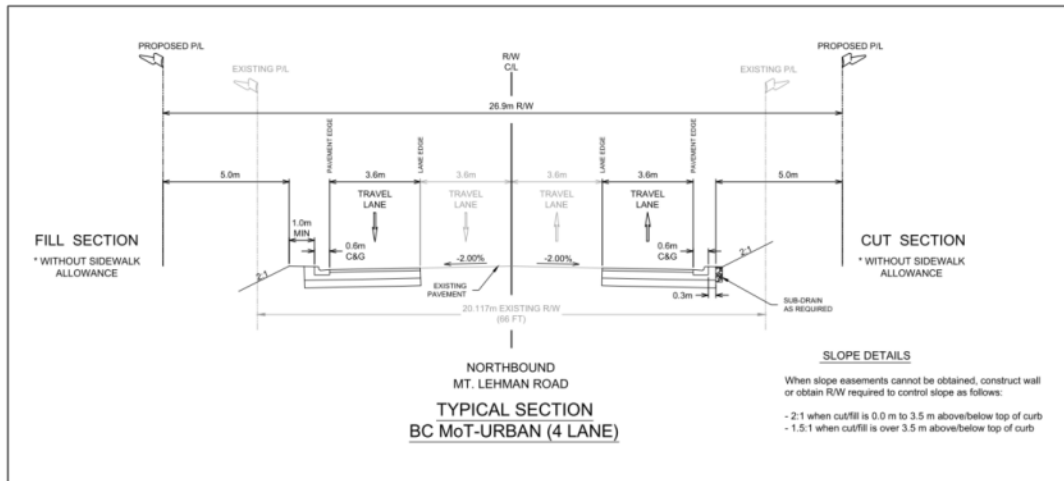 PROPOSED P/L
EXISTING P/L
R/W
C/L
EXISTING P/L
PROPOSED P/L
26.9m R/W
PAVEMENT EDGE
LANE EDGE
LANE EDGE
PAVEMENT EDGE
5.0m
3.6m
3.6m
3.6m
3.6m
5.0m
TRAVEL
LANE
TRAVEL
LANE
TRAVEL
LANE
TRAVEL
LANE
1.0m
MIN
0.6m
C&G
0.6m
C&G
FILL SECTION
* WITHOUT SIDEWALK
ALLOWANCE
CUT SECTION
* WITHOUT SIDEWALK
ALLOWANCE
2:1
-2.00%
-2.00%
2:1
EXISTING
PAVEMENT
0.3m
SUB-DRAIN
AS REQUIRED
20.117m EXISTING R/W
(66 FT)
NORTHBOUND
MT. LEHMAN ROAD
TYPICAL SECTION
BC MoT-URBAN (4 LANE)
SLOPE DETAILS
When slope easements cannot be obtained, construct wall
or obtain R/W required to control slope as follows:
- 2:1 when cut/fill is 0.0 m to 3.5 m above/below top of curb
- 1.5:1 when cut/fill is over 3.5 m above/below top of curb